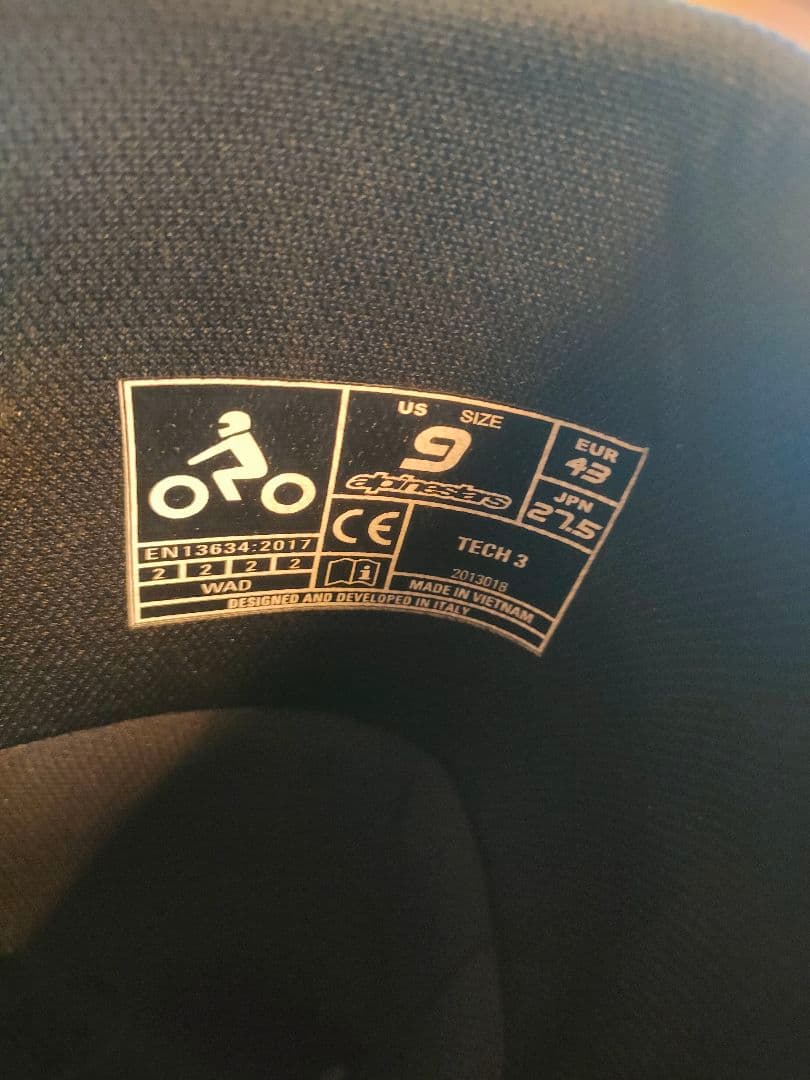 US SIZE
9
alpinestars
EUR
43
JPN
27.5
EN13634:2017
2 2 2 2
WAD
CE
i
TECH 3
2013018
MADE IN VIETNAM
DESIGNED AND DEVELOPED IN ITALY